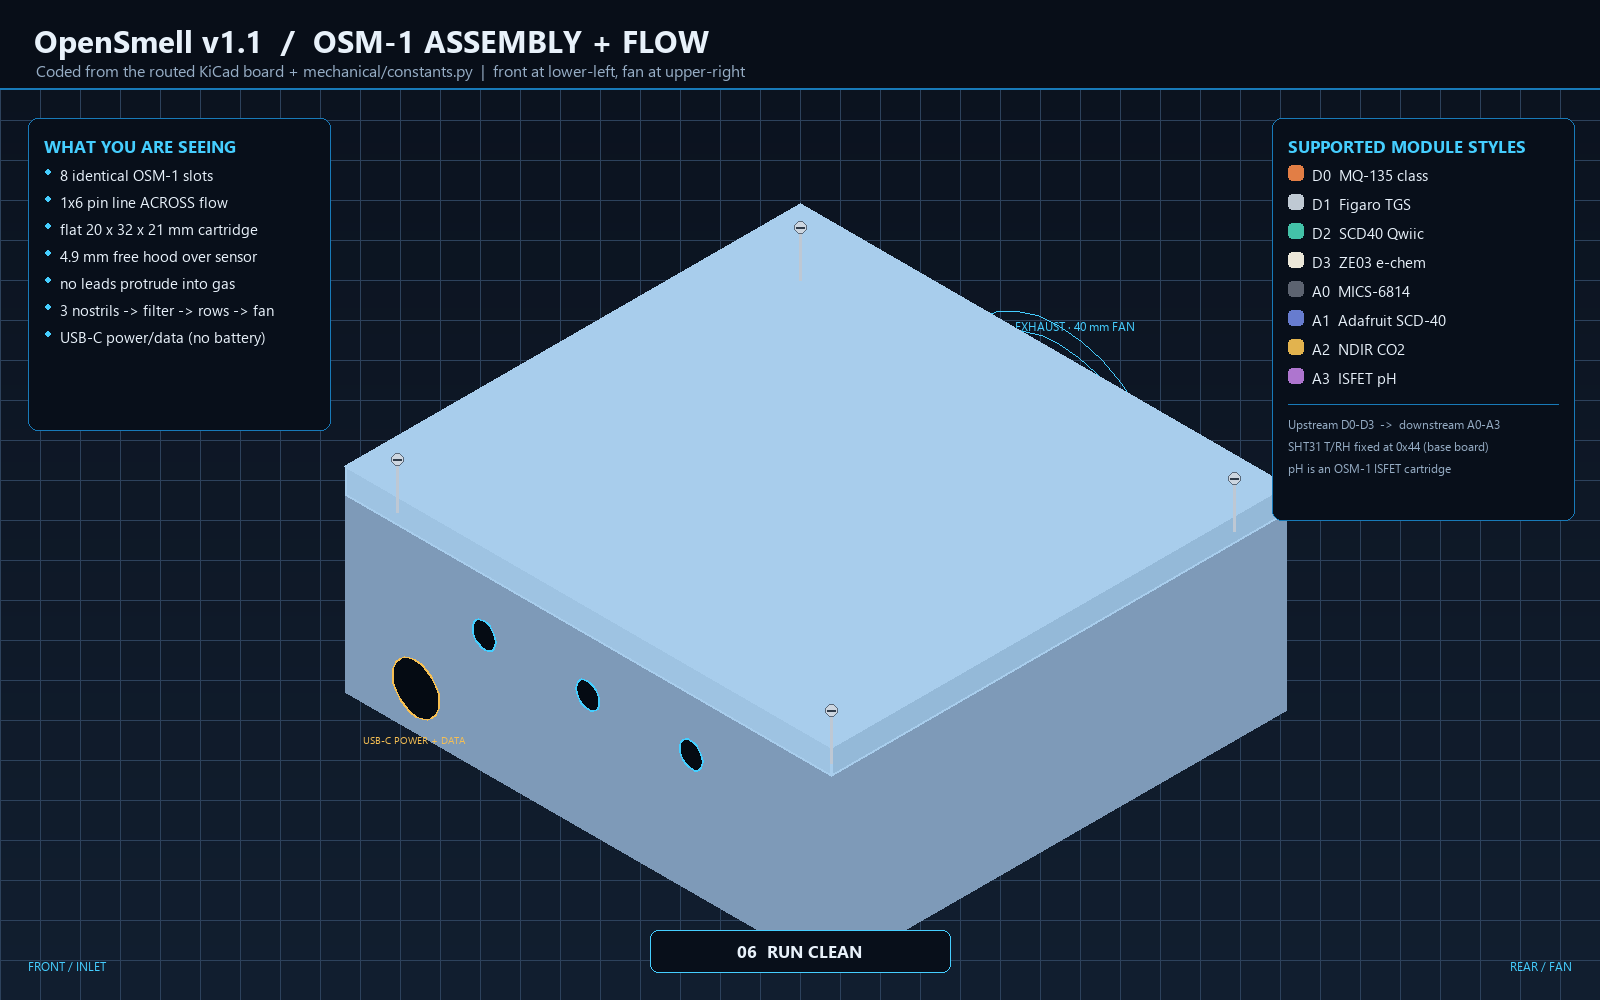 OpenSmell v1.1 / OSM-1 ASSEMBLY + FLOW
Coded from the routed KiCad board + mechanical/constants.py | front at lower-left, fan at upper-right
WHAT YOU ARE SEEING
8 identical OSM-1 slots
1x6 pin line ACROSS flow
flat 20 x 32 x 21 mm cartridge
4.9 mm free hood over sensor
no leads protrude into gas
3 nostrils -> filter -> rows -> fan
USB-C power/data (no battery)
SUPPORTED MODULE STYLES
D0 MQ-135 class
D1 Figaro TGS
D2 SCD40 Qwiic
D3 ZE03 e-chem
A0 MICS-6814
A1 Adafruit SCD-40
A2 NDIR CO2
A3 ISFET pH
Upstream D0-D3 -> downstream A0-A3
SHT31 T/RH fixed at 0x44 (base board)
pH is an OSM-1 ISFET cartridge
EXHAUST · 40 mm FAN
USB-C POWER + DATA
06 RUN CLEAN
FRONT / INLET
REAR / FAN